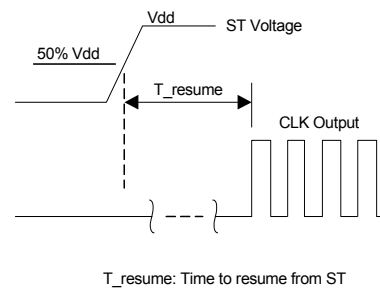 Vdd
ST Voltage
50% Vdd
T_resume
CLK Output
T_resume: Time to resume from ST